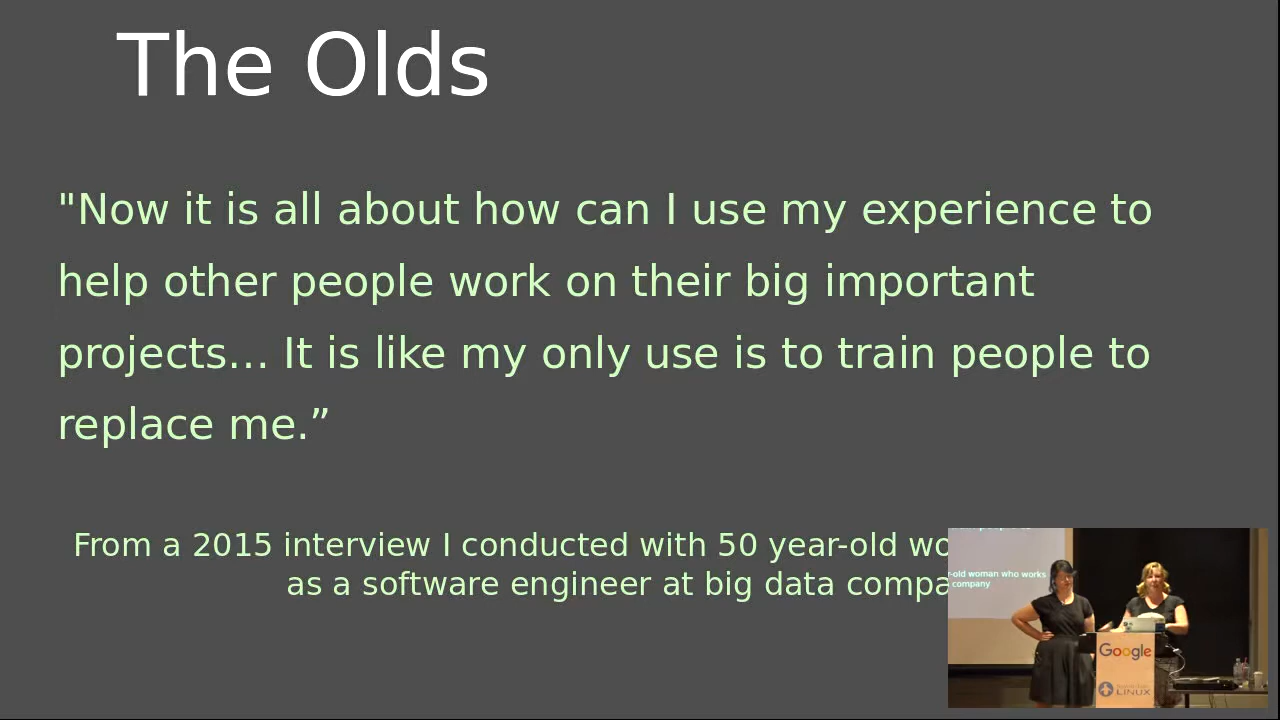 The Olds
"Now it is all about how can I use my experience to
help other people work on their big important
projects... It is like my only use is to train people to
replace me.”
From a 2015 interview I conducted with 50 year-old wo
as a software engineer at big data compa
-old woman who works
company
Google
LINUX